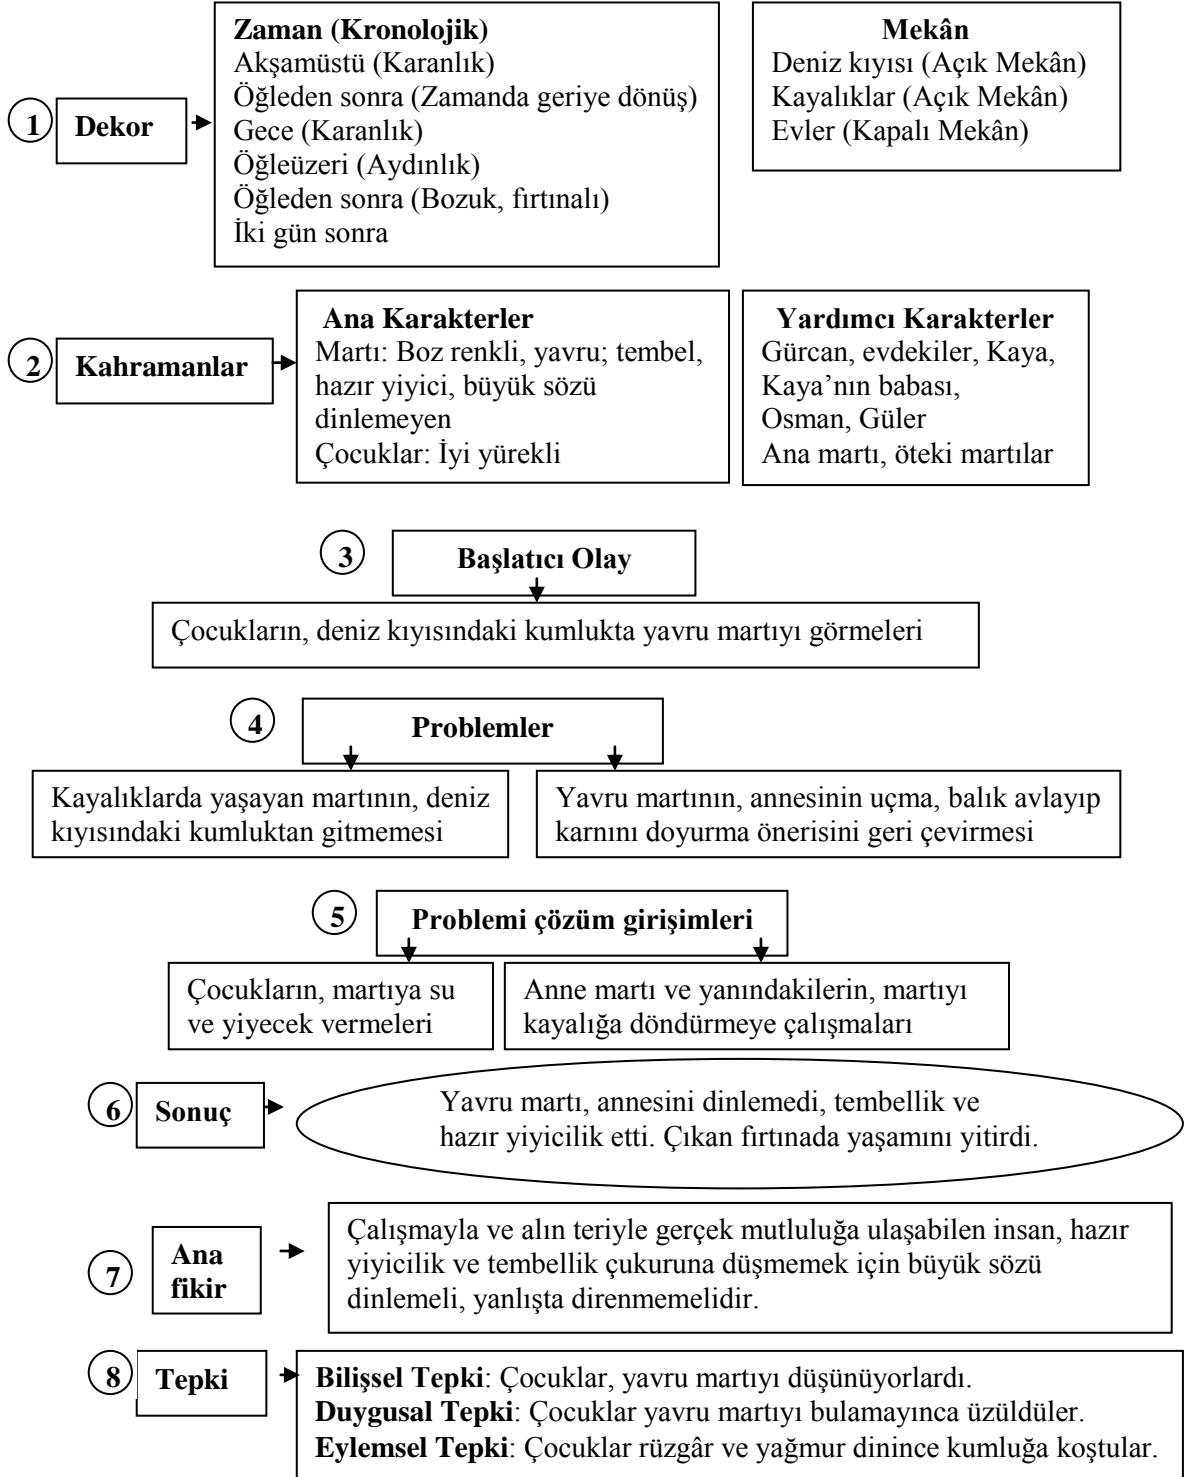 1
Dekor
Zaman (Kronolojik)
Akşamüstü (Karanlık)
Öğleden sonra (Zamanda geriye dönüş)
Gece (Karanlık)
Öğleüzeri (Aydınlık)
Öğleden sonra (Bozuk, fırtınalı)
İki gün sonra
Mekân
Deniz kıyısı (Açık Mekân)
Kayalıklar (Açık Mekân)
Evler (Kapalı Mekân)
2
Kahramanlar
Ana Karakterler
Martı: Boz renkli, yavru; tembel,
hazır yiyici, büyük sözü
dinlemeyen
Çocuklar: İyi yürekli
Yardımcı Karakterler
Gürcan, evdekiler, Kaya,
Kaya’nın babası,
Osman, Güler
Ana martı, öteki martılar
3
Başlatıcı Olay
Çocukların, deniz kıyısındaki kumlukta yavru martıyı görmeleri
4
Problemler
Kayalıklarda yaşayan martının, deniz
kıyısındaki kumluktan gitmemesi
Yavru martının, annesinin uçma, balık avlayıp
karnını doyurma önerisini geri çevirmesi
5
Problemi çözüm girişimleri
Çocukların, martıya su
ve yiyecek vermeleri
Anne martı ve yanındakilerin, martıyı
kayalığa döndürmeye çalışmaları
6
Sonuç
Yavru martı, annesini dinlemedi, tembellik ve
hazır yiyicilik etti. Çıkan fırtınada yaşamını yitirdi.
7
Ana
fikir
Çalışmayla ve alın teriyle gerçek mutluluğa ulaşabilen insan, hazır
yiyicilik ve tembellik çukuruna düşmemek için büyük sözü
dinlemeli, yanlışta direnmemelidir.
8
Tepki
Bilişsel Tepki: Çocuklar, yavru martıyı düşünüyorlardı.
Duygusal Tepki: Çocuklar yavru martıyı bulamayınca üzüldüler.
Eylemsel Tepki: Çocuklar rüzgâr ve yağmur dinince kumluğa koştular.